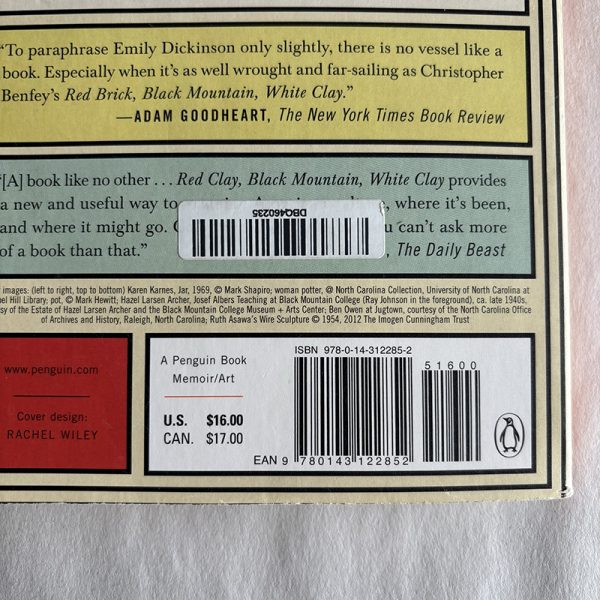 “To paraphrase Emily Dickinson only slightly, there is no vessel like a
book. Especially when it’s as well wrought and far-sailing as Christopher
Benfey’s Red Brick, Black Mountain, White Clay.”
—ADAM GOODHEART, The New York Times Book Review
“[A] book like no other . . . Red Clay, Black Mountain, White Clay provides
a new and useful way to where it’s been,
and where it might go. can’t ask more
of a book than that.” , The Daily Beast
DBQ460235
images: (left to right, top to bottom) Karen Karnes, Jar, 1969, © Mark Shapiro; woman potter, @ North Carolina Collection, University of North Carolina at
Hill Library; pot, © Mark Hewitt; Hazel Larsen Archer, Josef Albers Teaching at Black Mountain College (Ray Johnson in the foreground), ca. late 1940s,
of the Estate of Hazel Larsen Archer and the Black Mountain College Museum + Arts Center; Ben Owen at Jugtown, courtesy of the North Carolina Office
of Archives and History, Raleigh, North Carolina; Ruth Asawa’s Wire Sculpture © 1954, 2012 The Imogen Cunningham Trust
www.penguin.com
Cover design:
RACHEL WILEY
A Penguin Book
Memoir/Art
U.S. $16.00
CAN. $17.00
ISBN 978-0-14-312285-2
51600
EAN 9 780143 122852